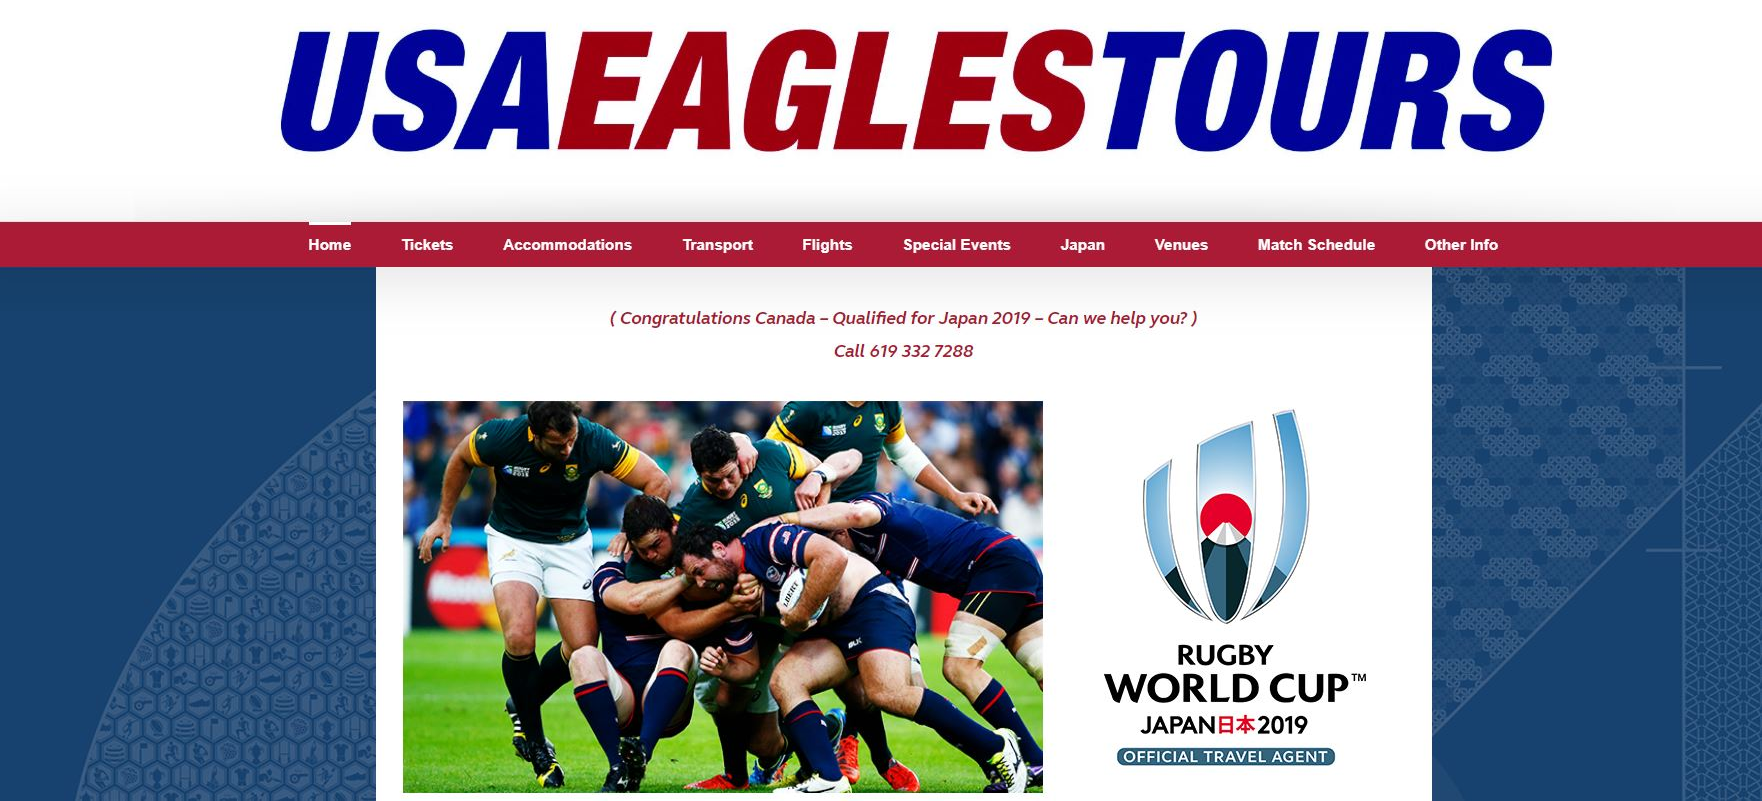 USAEAGLESTOURS
Home Tickets Accommodations Transport Flights Special Events Japan Venues Match Schedule Other Info
( Congratulations Canada – Qualified for Japan 2019 – Can we help you? )
Call 619 332 7288
RUGBY
WORLD CUP™
JAPAN日本2019
OFFICIAL TRAVEL AGENT